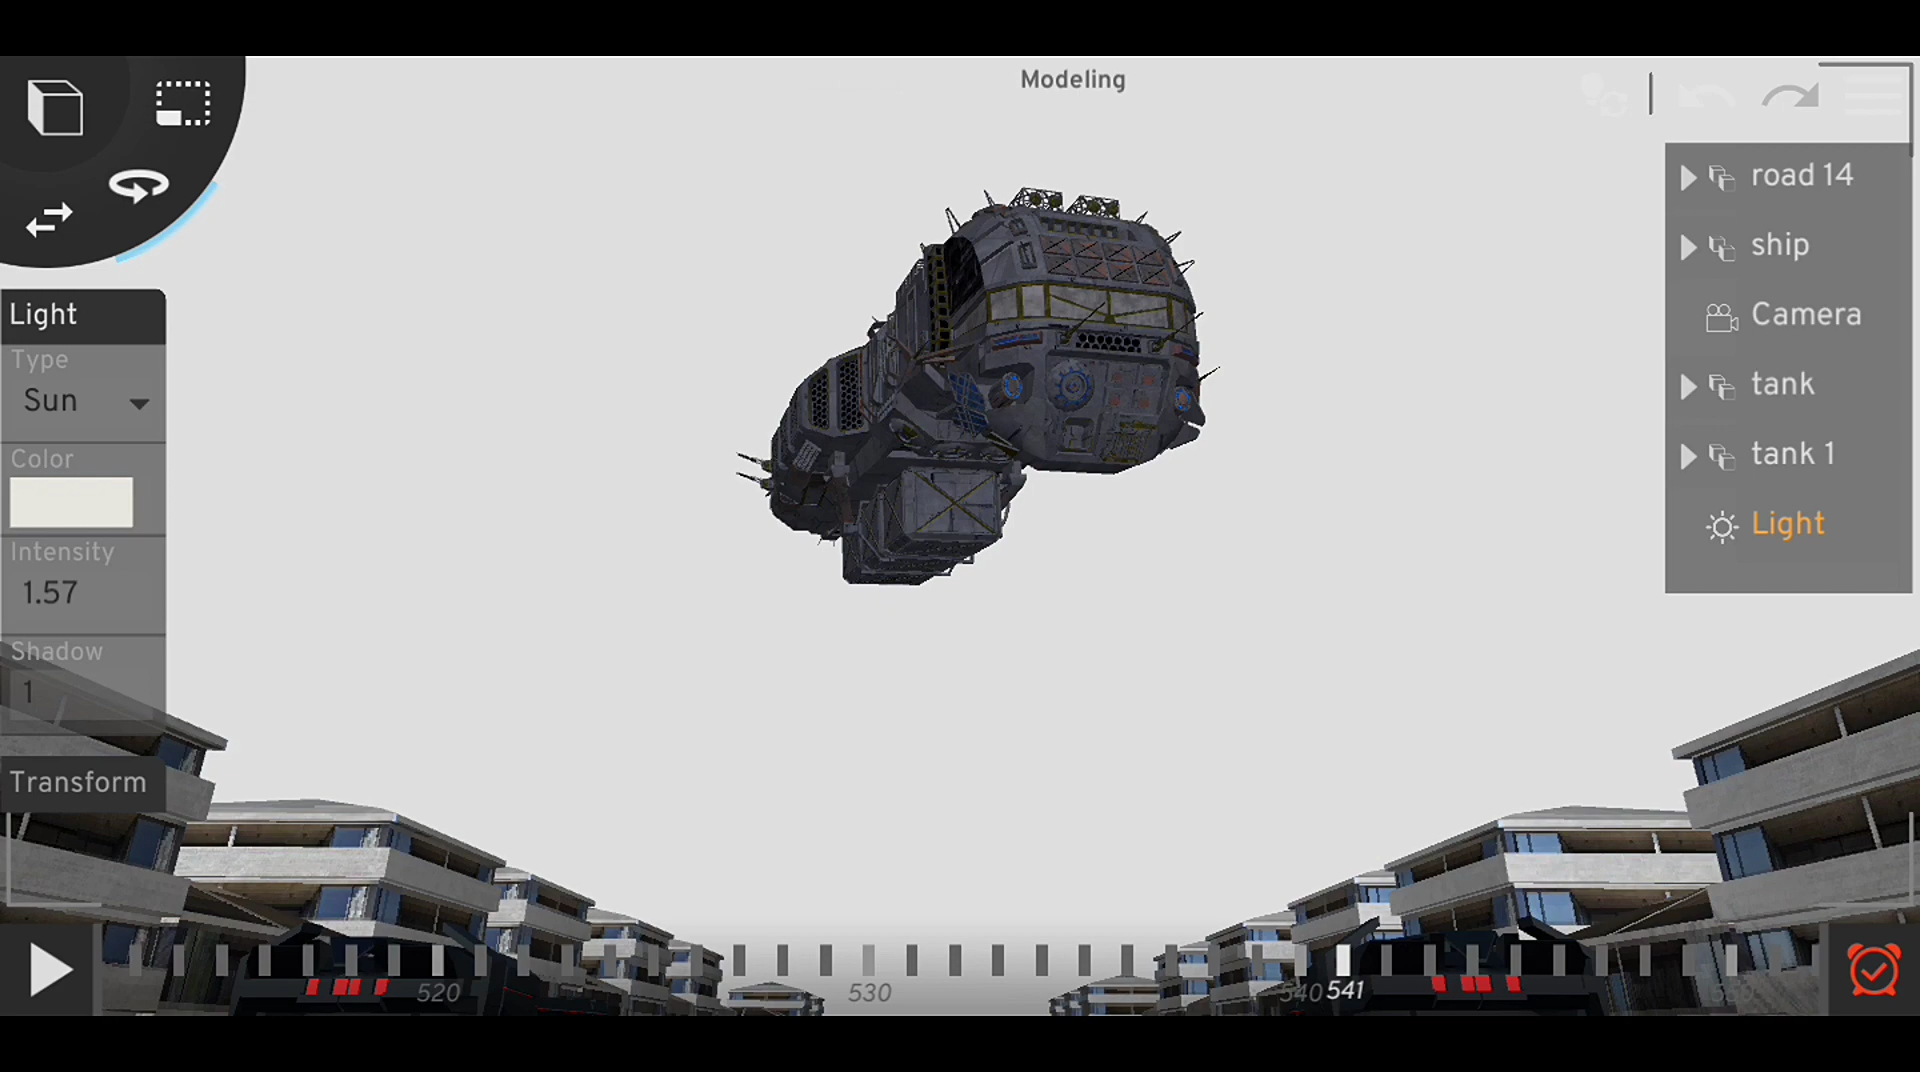 Modeling
road 14
ship
Camera
tank
tank 1
Light
Light
Type
Sun
Color
Intensity
1.57
Shadow
1
Transform
520
530
540
541
550